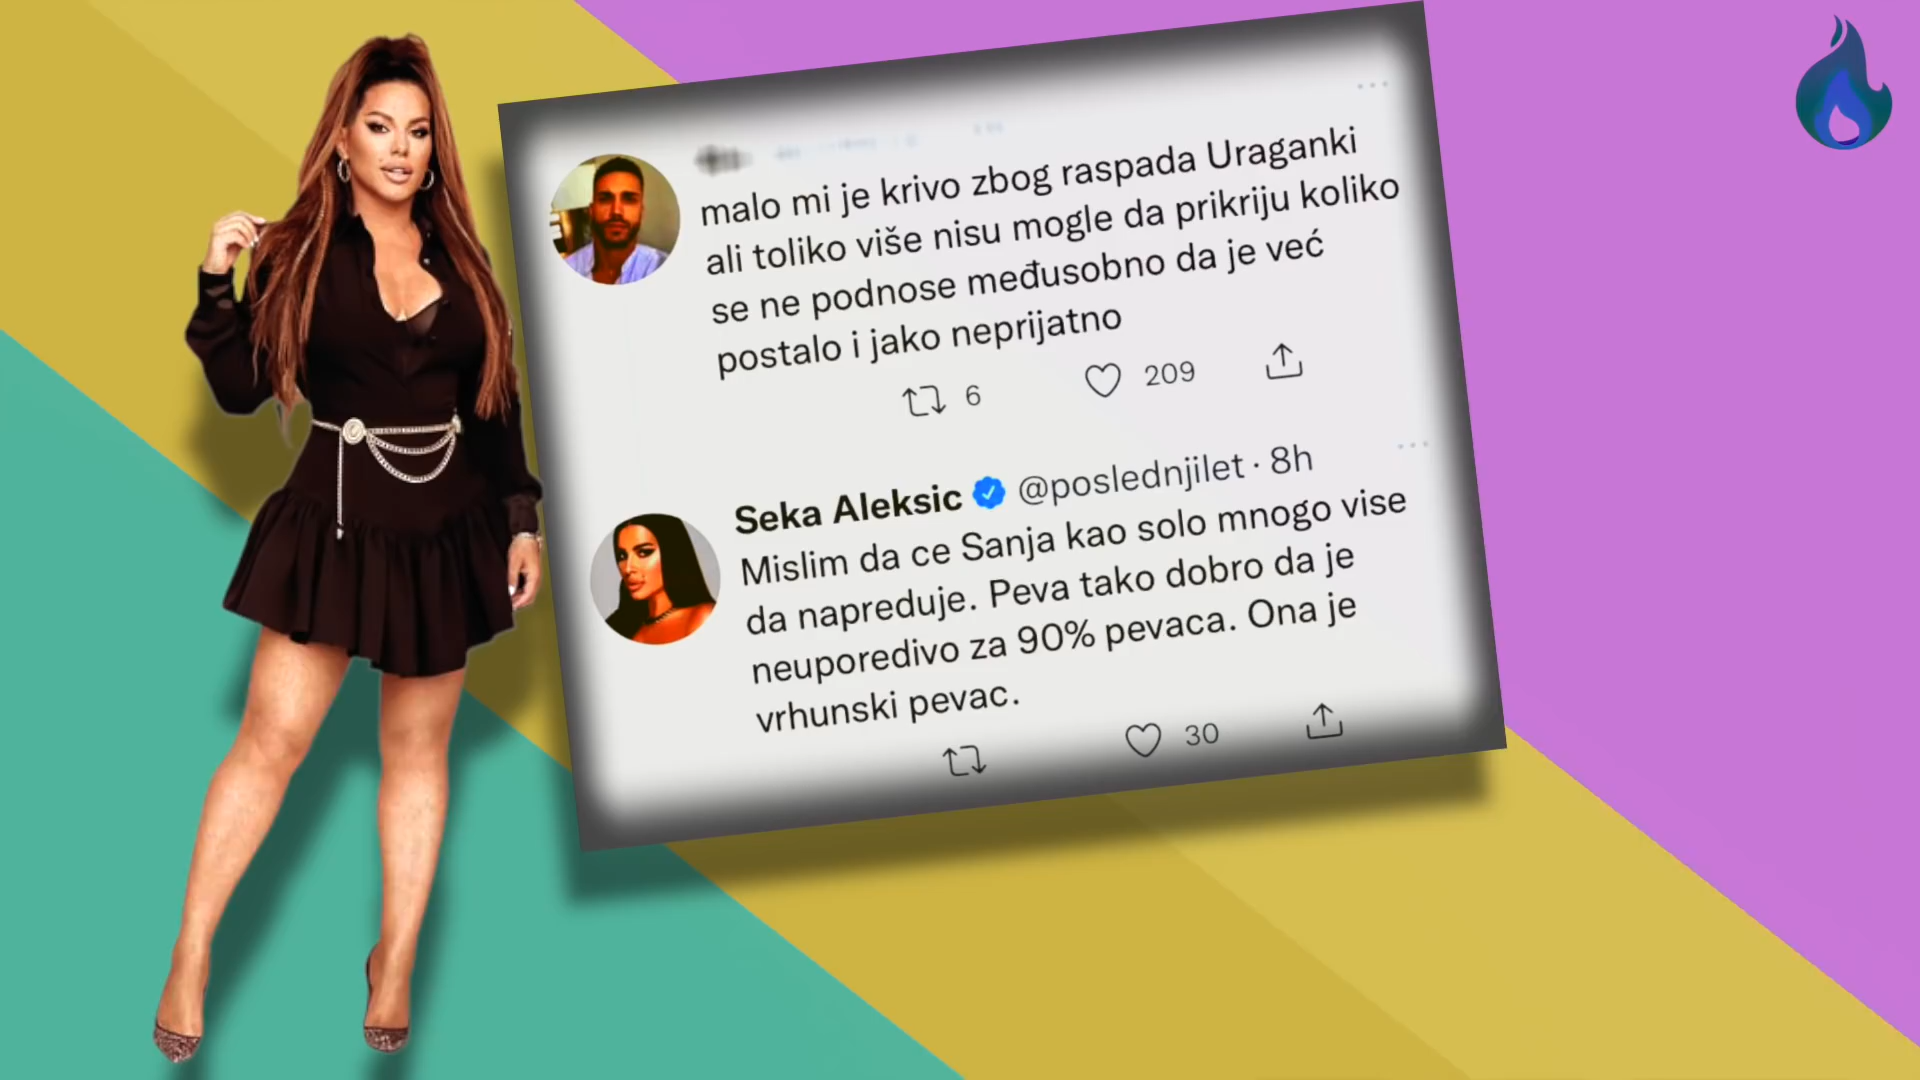 malo mi je krivo zbog raspada Uraganki
ali toliko više nisu mogle da prikriju koliko
se ne podnose međusobno da je već
postalo i jako neprijatno
6 209
Seka Aleksic @poslednjilet · 8h
Mislim da ce Sanja kao solo mnogo vise
da napreduje. Peva tako dobro da je
neuporedivo za 90% pevaca. Ona je
vrhunski pevac.
30